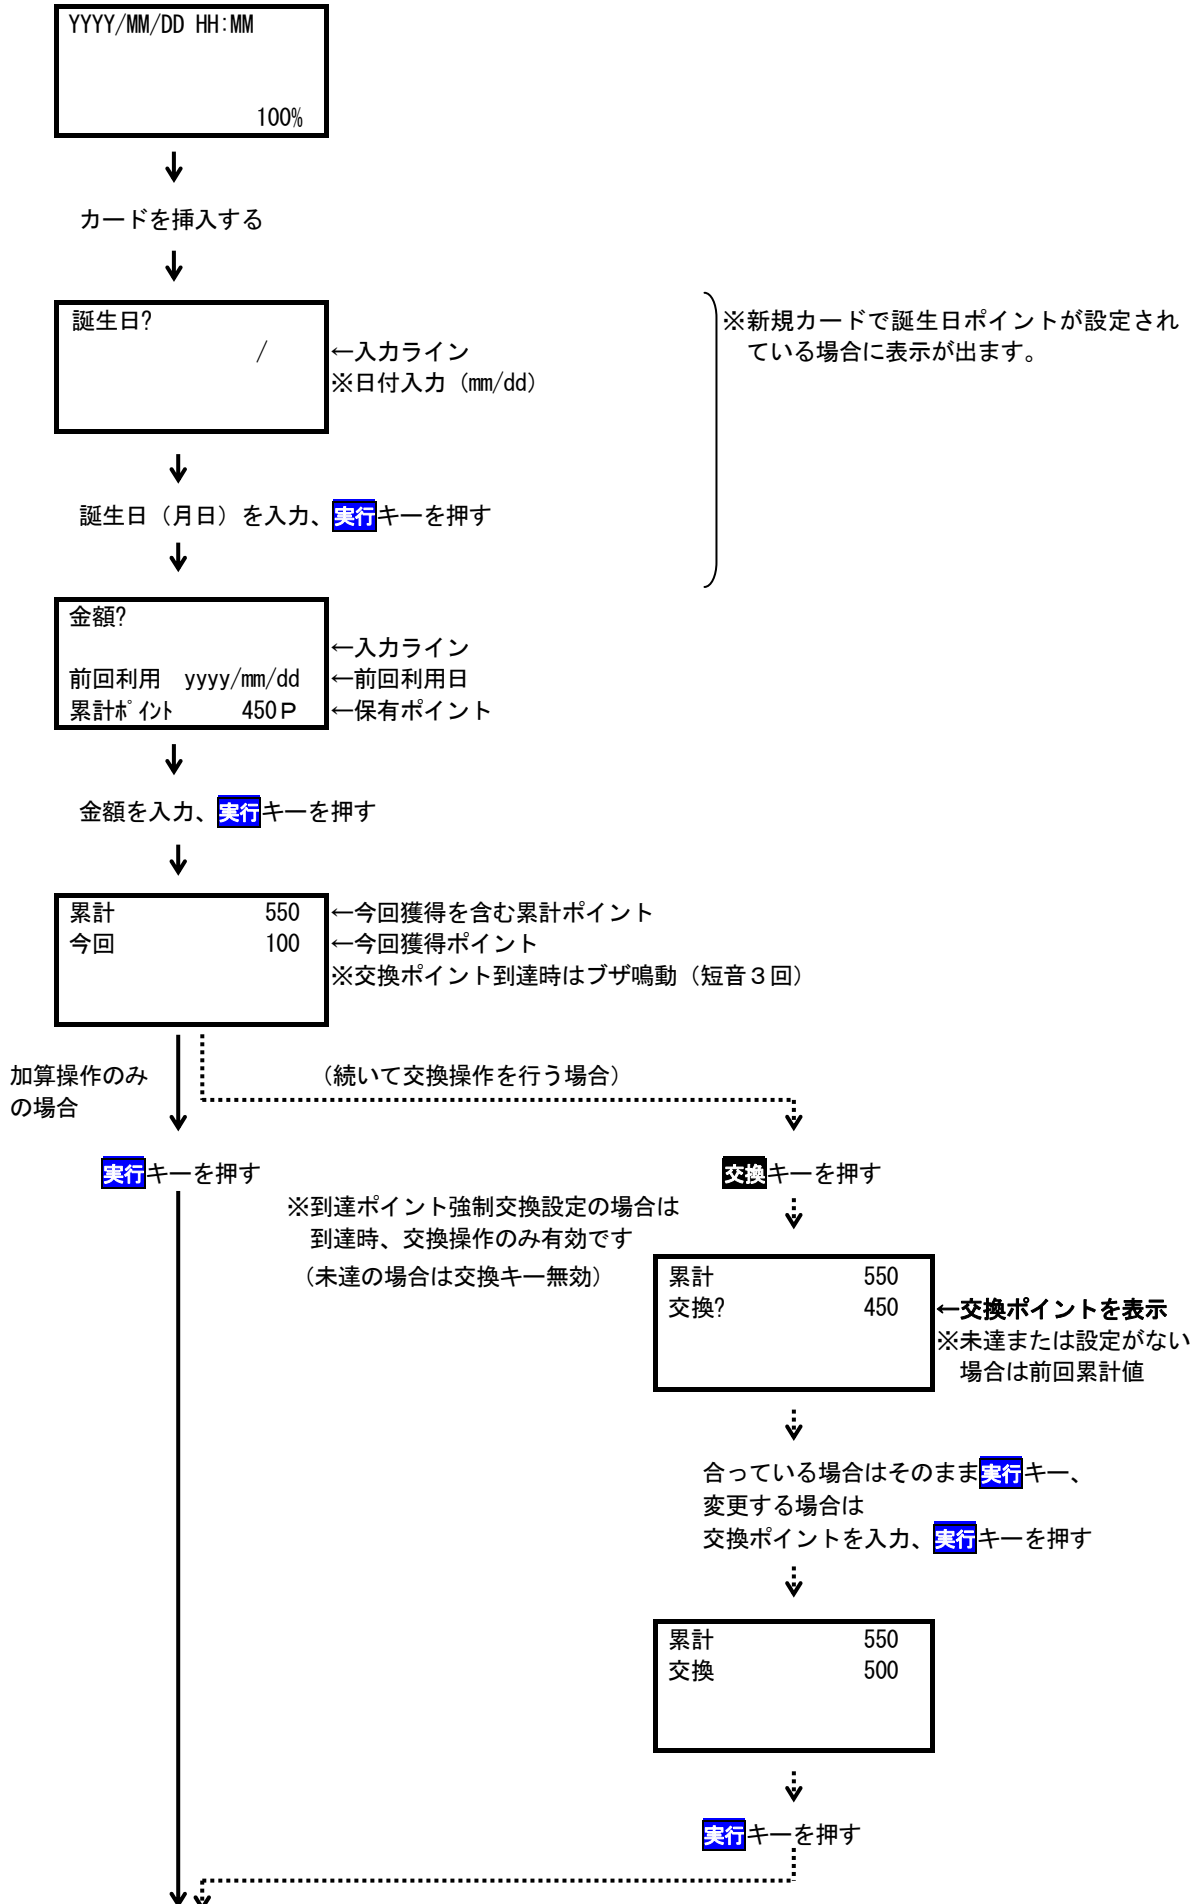 YYYY/MM/DD HH:MM
100%
カードを挿入する
誕生日?
/
←入力ライン
※日付入力（mm/dd）
※新規カードで誕生日ポイントが設定され
ている場合に表示が出ます。
誕生日（月日）を入力、実行キーを押す
金額?
←入力ライン
前回利用 yyyy/mm/dd ←前回利用日
累計ﾎﾟｲﾝﾄ 450Ｐ ←保有ポイント
金額を入力、実行キーを押す
累計 550 ←今回獲得を含む累計ポイント
今回 100 ←今回獲得ポイント
※交換ポイント到達時はブザ鳴動（短音３回）
加算操作のみ
の場合
（続いて交換操作を行う場合）
実行キーを押す
交換キーを押す
※到達ポイント強制交換設定の場合は
到達時、交換操作のみ有効です
（未達の場合は交換キー無効）
累計 550
交換? 450 ←交換ポイントを表示
※未達または設定がない
場合は前回累計値
合っている場合はそのまま実行キー、
変更する場合は
交換ポイントを入力、実行キーを押す
累計 550
交換 500
実行キーを押す